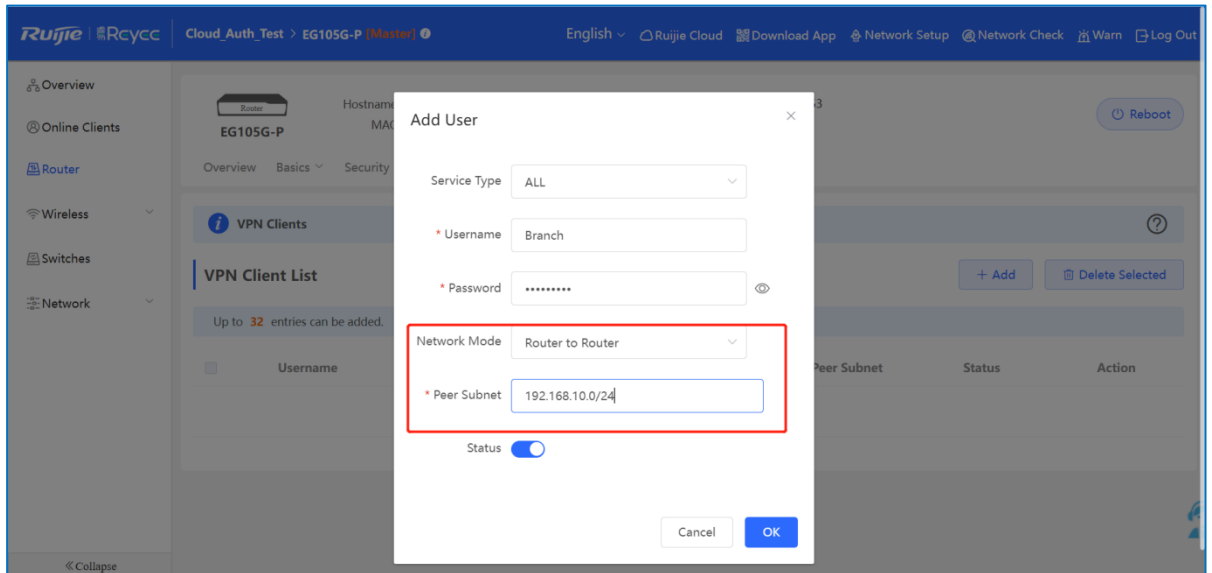 Ruijie | Rcycc Cloud_Auth_Test > EG105G-P [Master] English Ruijie Cloud Download App Network Setup Network Check Warn Log Out
Overview
Online Clients
Router
Wireless
Switches
Network
Collapse
Router
EG105G-P
Hostname
MAC
Reboot
Overview Basics Security
VPN Clients
VPN Client List
+ Add Delete Selected
Up to 32 entries can be added.
Username Peer Subnet Status Action
Add User
Service Type ALL
* Username Branch
* Password •••••••••
Network Mode Router to Router
* Peer Subnet 192.168.10.0/24
Status
Cancel OK